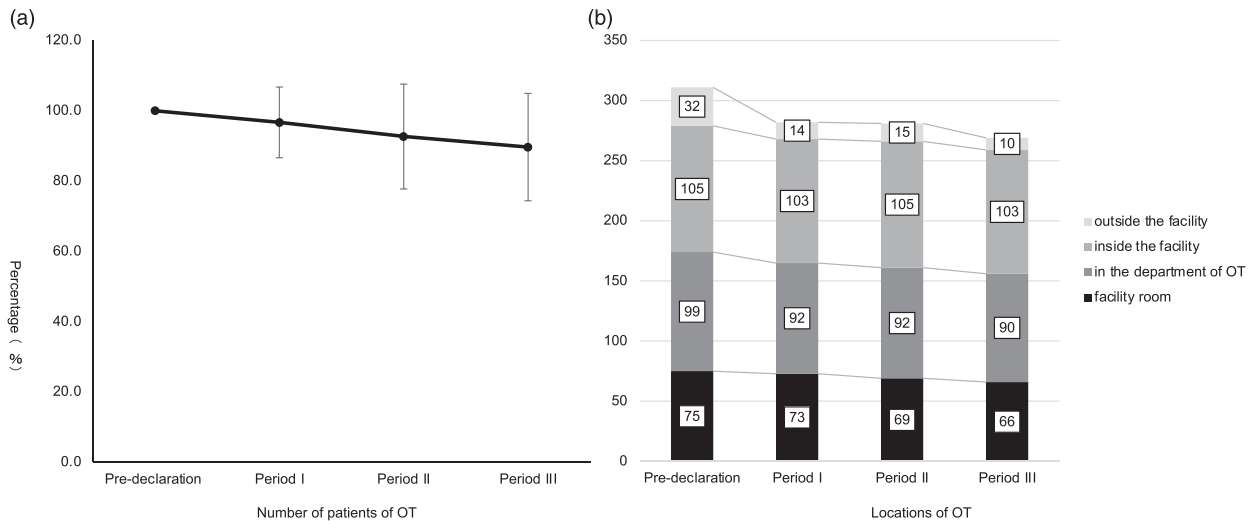 (a)
120.0
100.0
80.0
60.0
40.0
20.0
0.0
Percentage（%）
Pre-declaration Period I Period II Period III
Number of patients of OT
(b)
350
300
250
200
150
100
50
0
32 14 15 10
105 103 105 103
99 92 92 90
75 73 69 66
Pre-declaration Period I Period II Period III
Locations of OT
outside the facility
inside the facility
in the department of OT
facility room